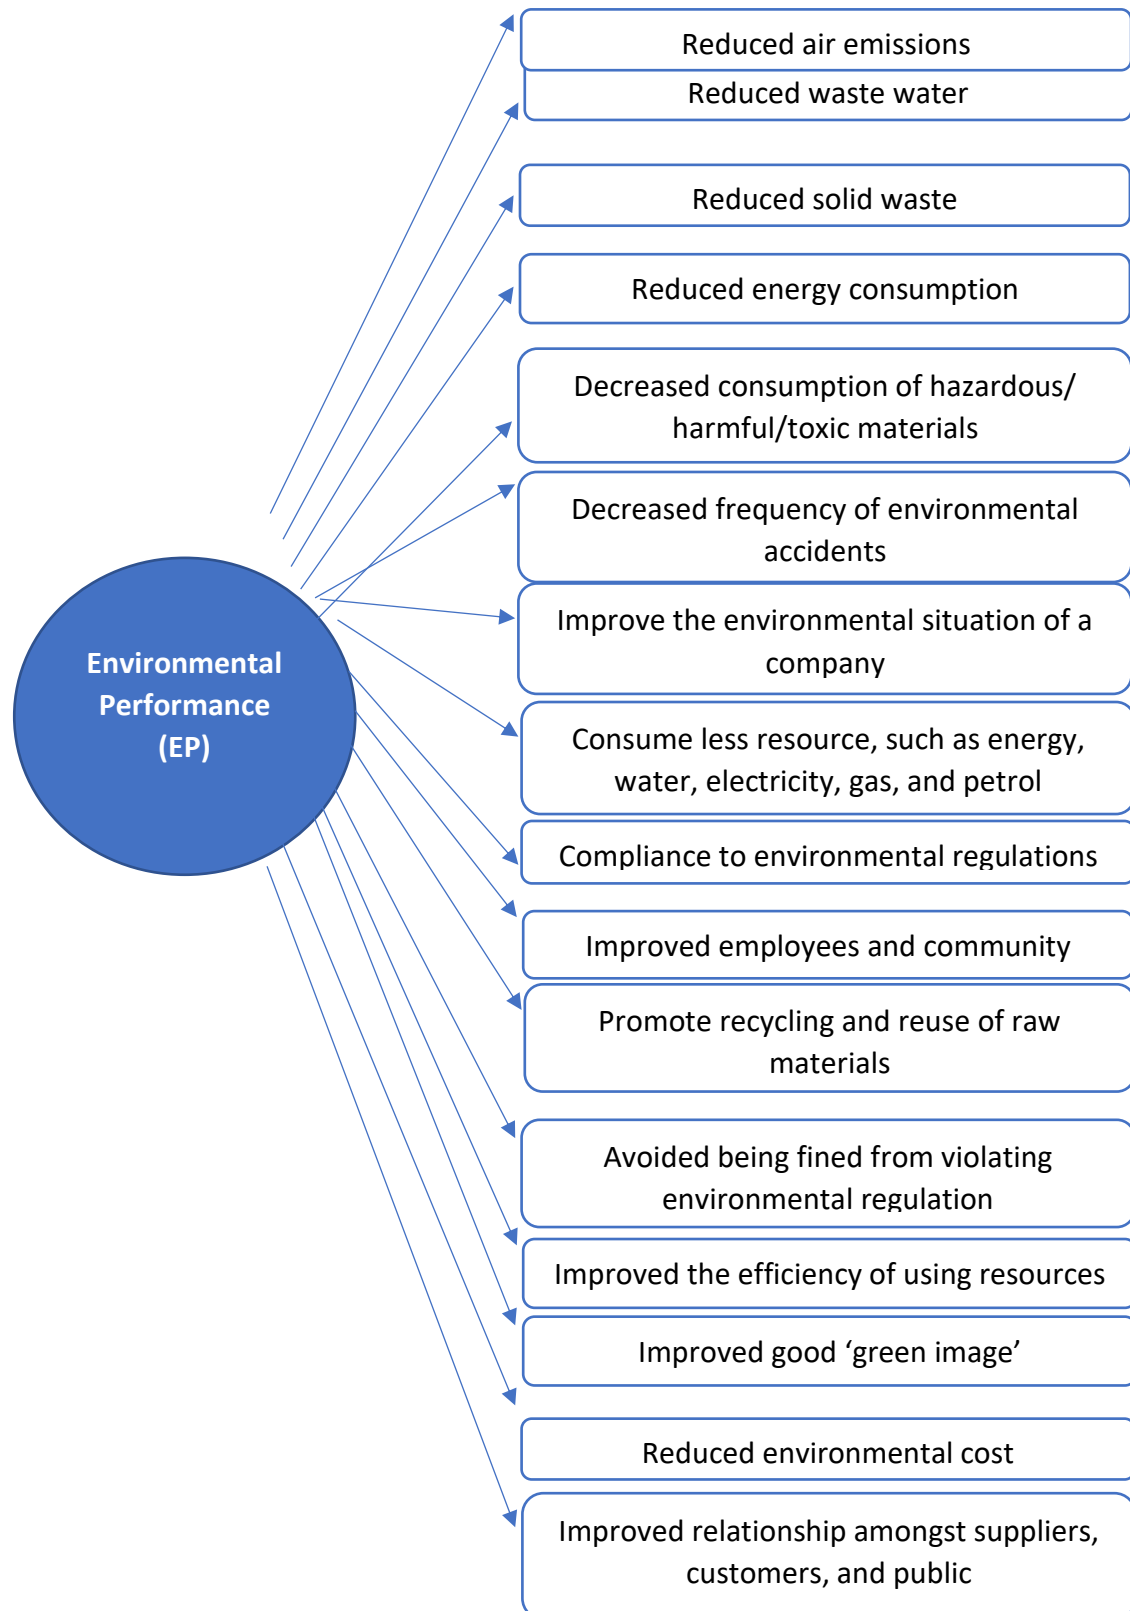 Reduced air emissions
Reduced waste water
Reduced solid waste
Reduced energy consumption
Decreased consumption of hazardous/
harmful/toxic materials
Decreased frequency of environmental
accidents
Improve the environmental situation of a
company
Environmental
Performance
(EP)
Consume less resource, such as energy,
water, electricity, gas, and petrol
Compliance to environmental regulations
Improved employees and community
Promote recycling and reuse of raw
materials
Avoided being fined from violating
environmental regulation
Improved the efficiency of using resources
Improved good ‘green image’
Reduced environmental cost
Improved relationship amongst suppliers,
customers, and public